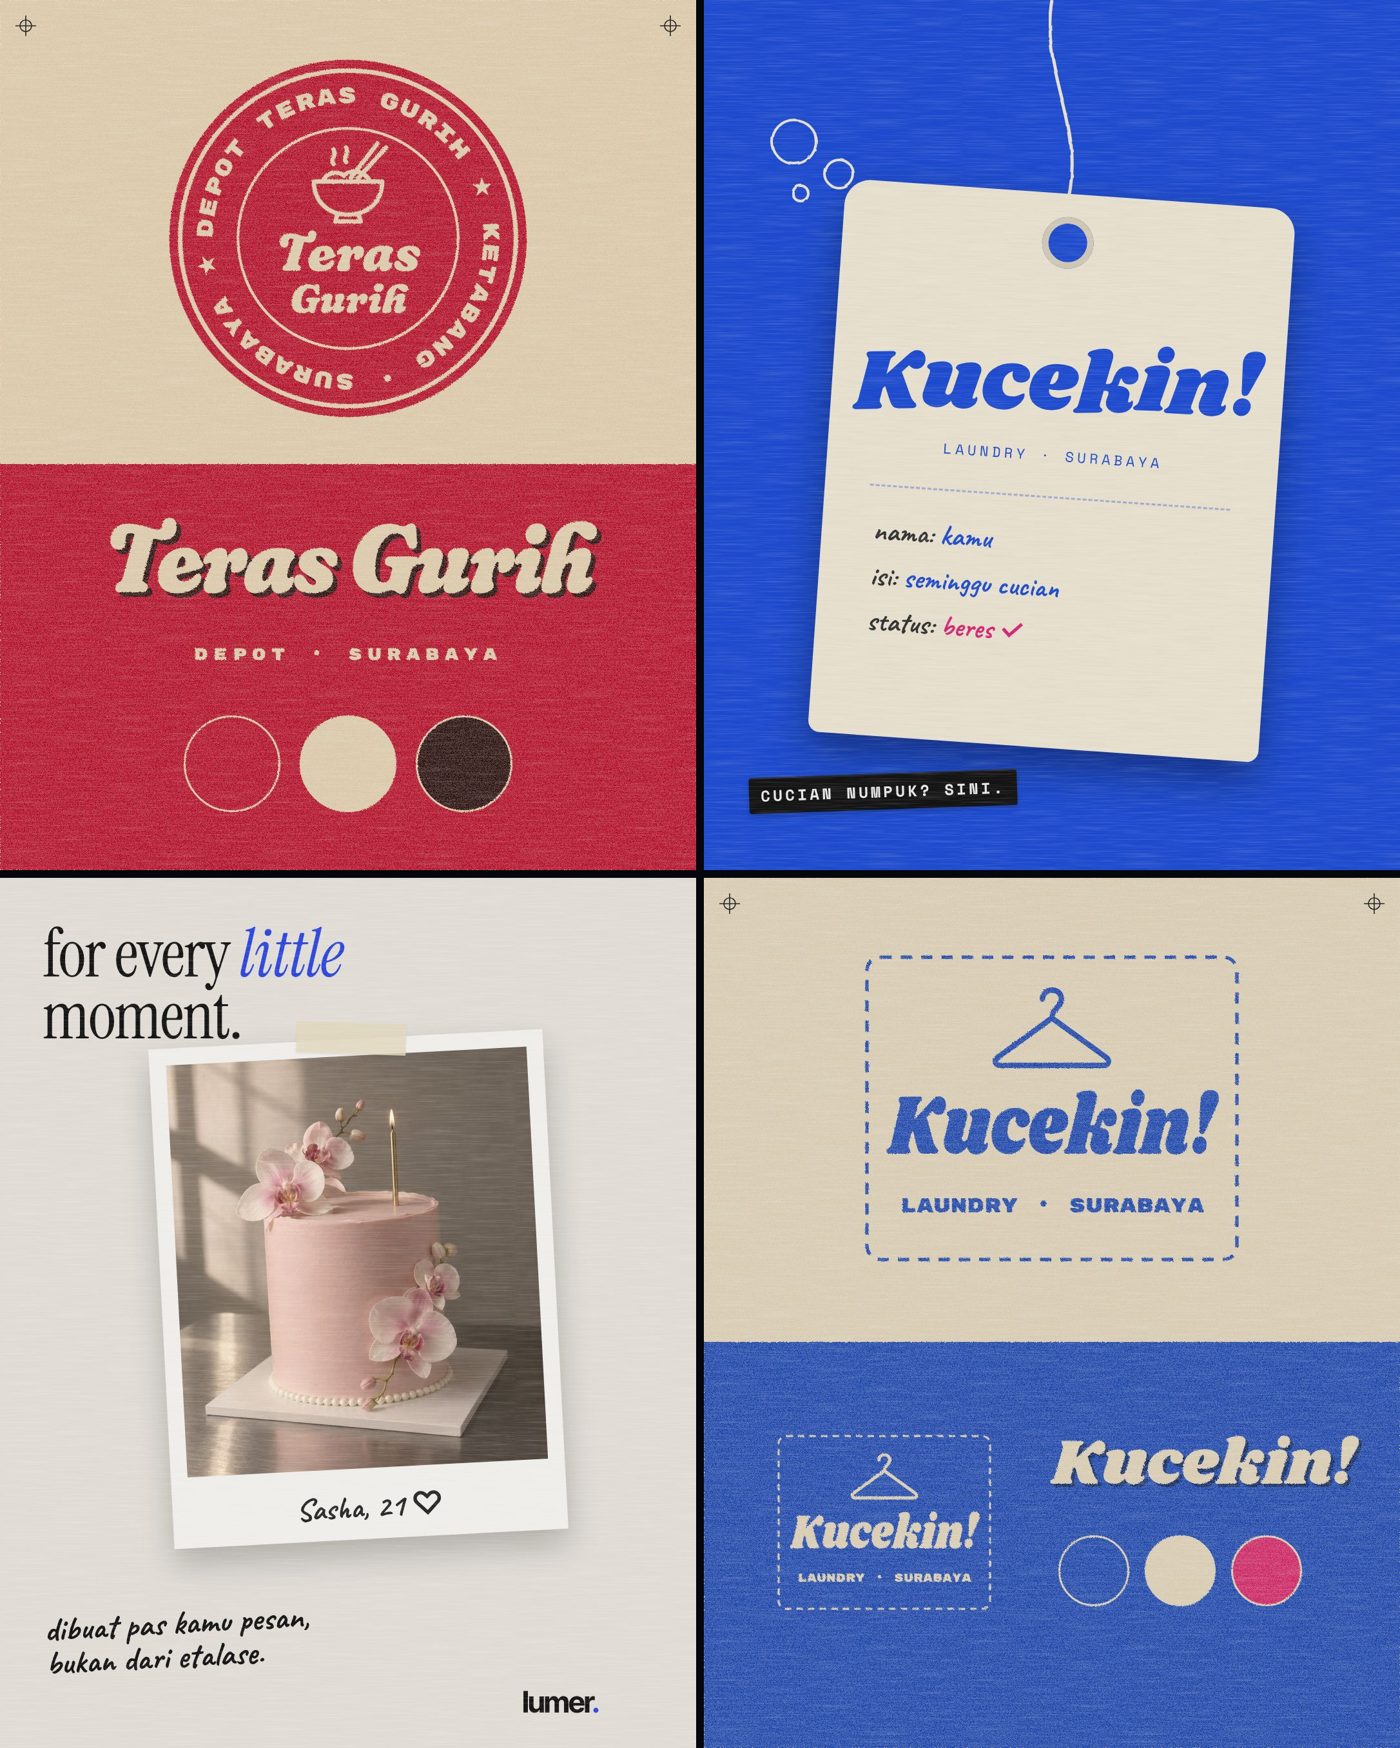 DEPOT TERAS GURIH ★ KETABANG • SURABAYA ★
Teras
Gurih
Teras Gurih
DEPOT • SURABAYA
Kucekin!
LAUNDRY · SURABAYA
nama: kamu
isi: seminggu cucian
status: beres ✓
CUCIAN NUMPUK? SINI.
for every little
moment.
Sasha, 21♡
dibuat pas kamu pesan,
bukan dari etalase.
lumer.
Kucekin!
LAUNDRY • SURABAYA
Kucekin!
LAUNDRY • SURABAYA
Kucekin!